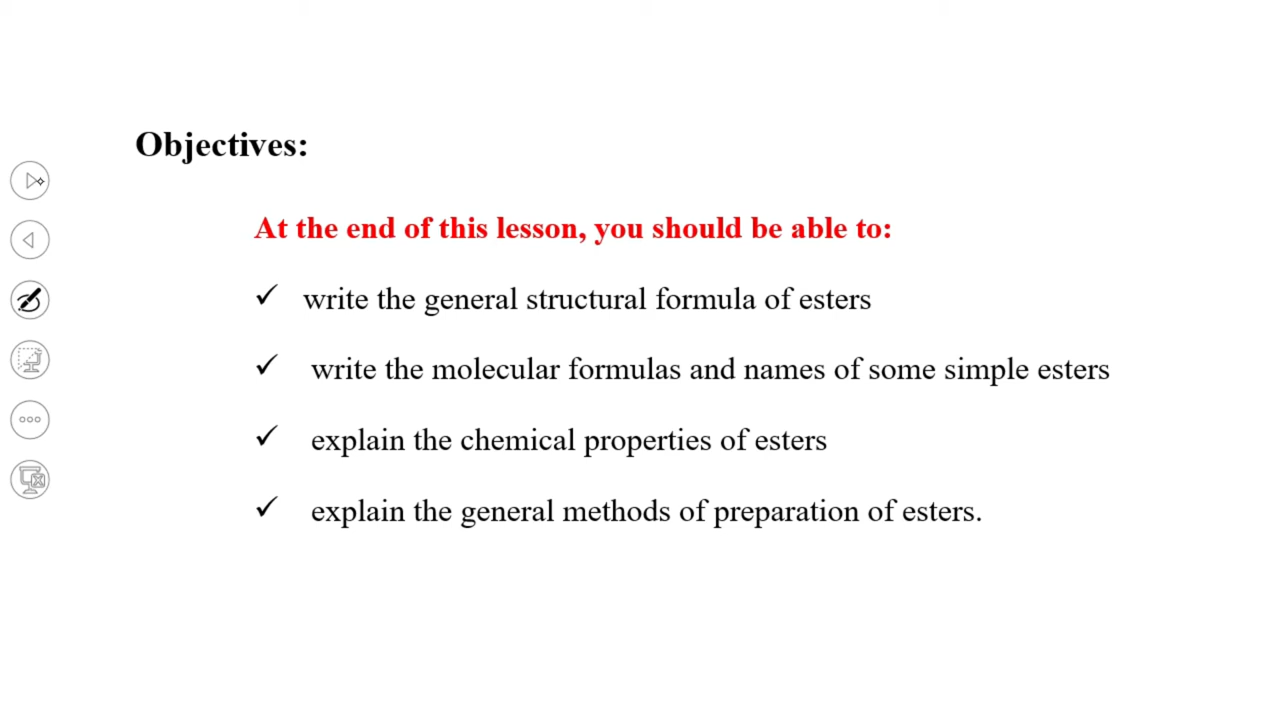 Objectives:
At the end of this lesson, you should be able to:
✓ write the general structural formula of esters
✓ write the molecular formulas and names of some simple esters
✓ explain the chemical properties of esters
✓ explain the general methods of preparation of esters.